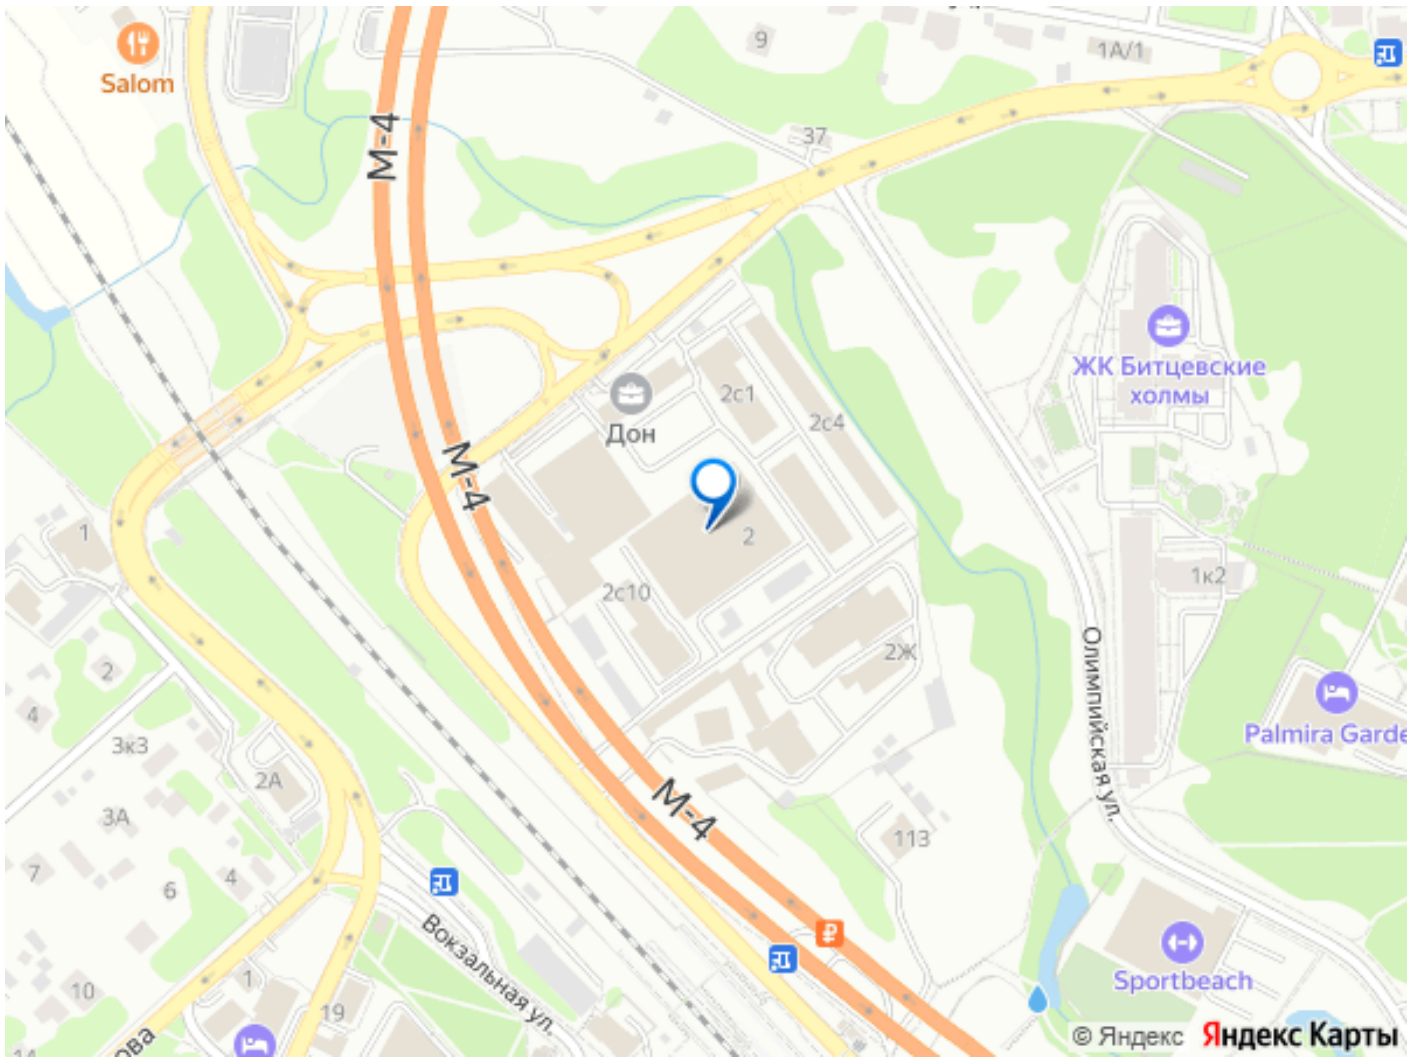 Salom
9
1А/1
М-4
37
ЖК Битцевские
холмы
2с1
Дон
2с4
М-4
1
2
2с10
1к2
2Ж
Олимпийская ул.
2
4
3к3
2А
Palmira Garde
М-4
3А
113
7
6
4
₽
Вокзальная ул.
Sportbeach
1
10
19
ова
14
© Яндекс
Яндекс Карты